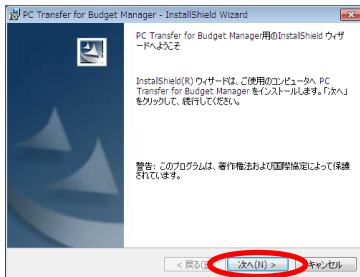 PC Transfer for Budget Manager - InstallShield Wizard
PC Transfer for Budget Manager用のInstallShield ウィザ
ードへようこそ
InstallShield(R) ウィザードは、ご使用のコンピュータへ PC
Transfer for Budget Manager をインストールします。「次へ」
をクリックして、続行してください。
警告: このプログラムは、著作権法および国際協定によって保護
されています。
< 戻る(B
次へ(N) >
キャンセル